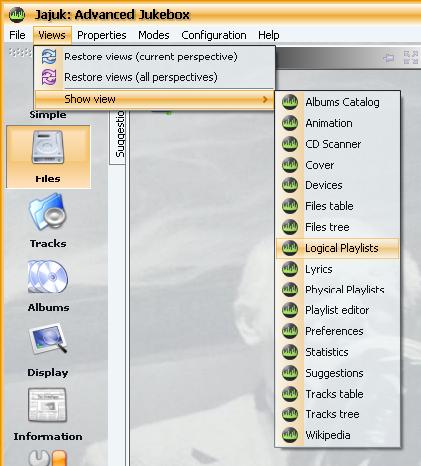 Jajuk: Advanced Jukebox
File Views Properties Modes Configuration Help
Restore views (current perspective)
Restore views (all perspectives)
Show view
Simple
Files
Tracks
Albums
Display
Information
Suggestio
Albums Catalog
Animation
CD Scanner
Cover
Devices
Files table
Files tree
Logical Playlists
Lyrics
Physical Playlists
Playlist editor
Preferences
Statistics
Suggestions
Tracks table
Tracks tree
Wikipedia